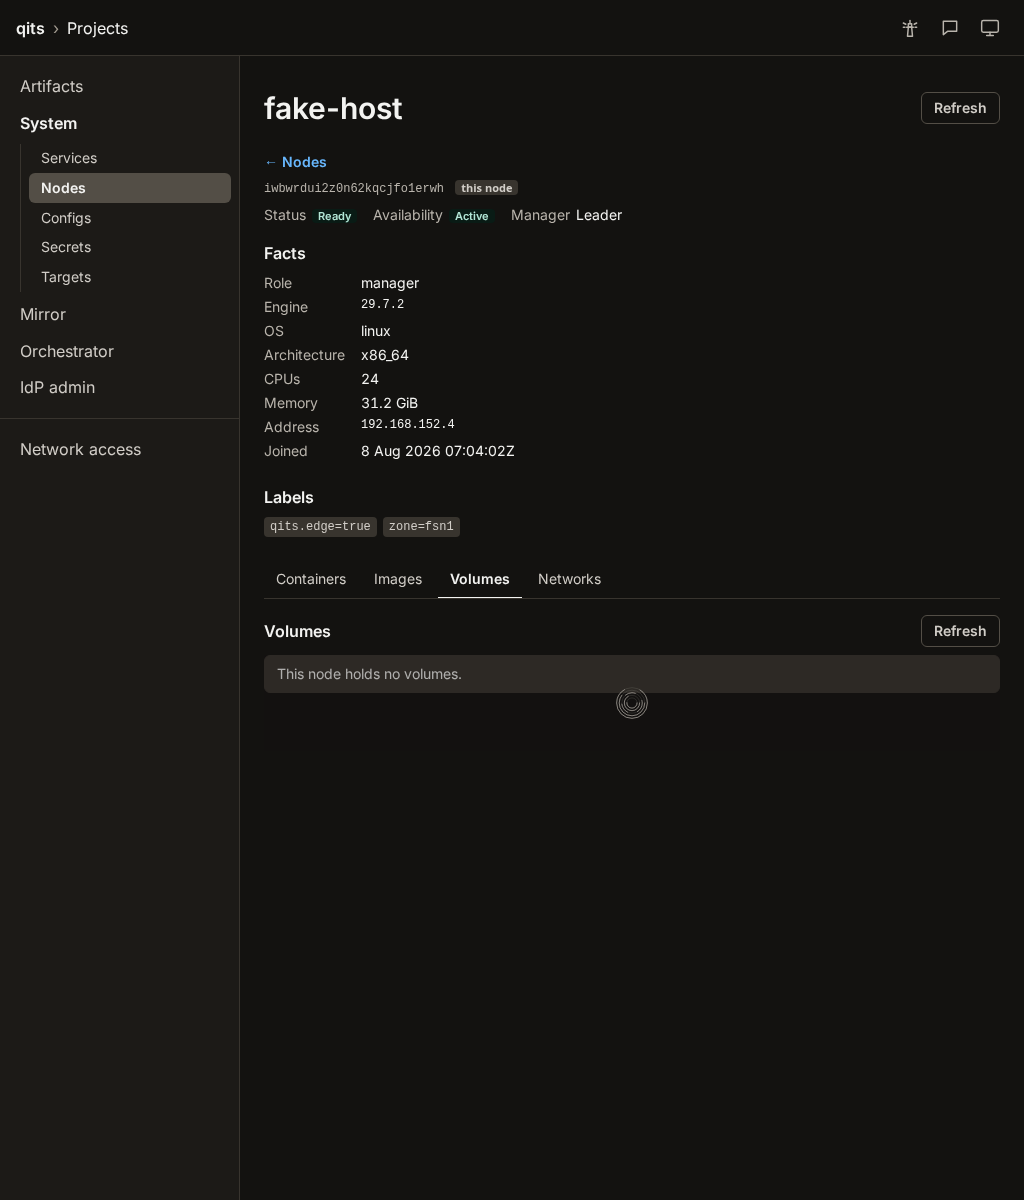 qits › Projects
Artifacts
System
Services
Nodes
Configs
Secrets
Targets
Mirror
Orchestrator
IdP admin
Network access
fake-host
Refresh
← Nodes
iwbwrdui2z0n62kqcjfo1erwh this node
Status Ready Availability Active Manager Leader
Facts
Role manager
Engine 29.7.2
OS linux
Architecture x86_64
CPUs 24
Memory 31.2 GiB
Address 192.168.152.4
Joined 8 Aug 2026 07:04:02Z
Labels
qits.edge=true zone=fsn1
Containers Images Volumes Networks
Volumes
Refresh
This node holds no volumes.